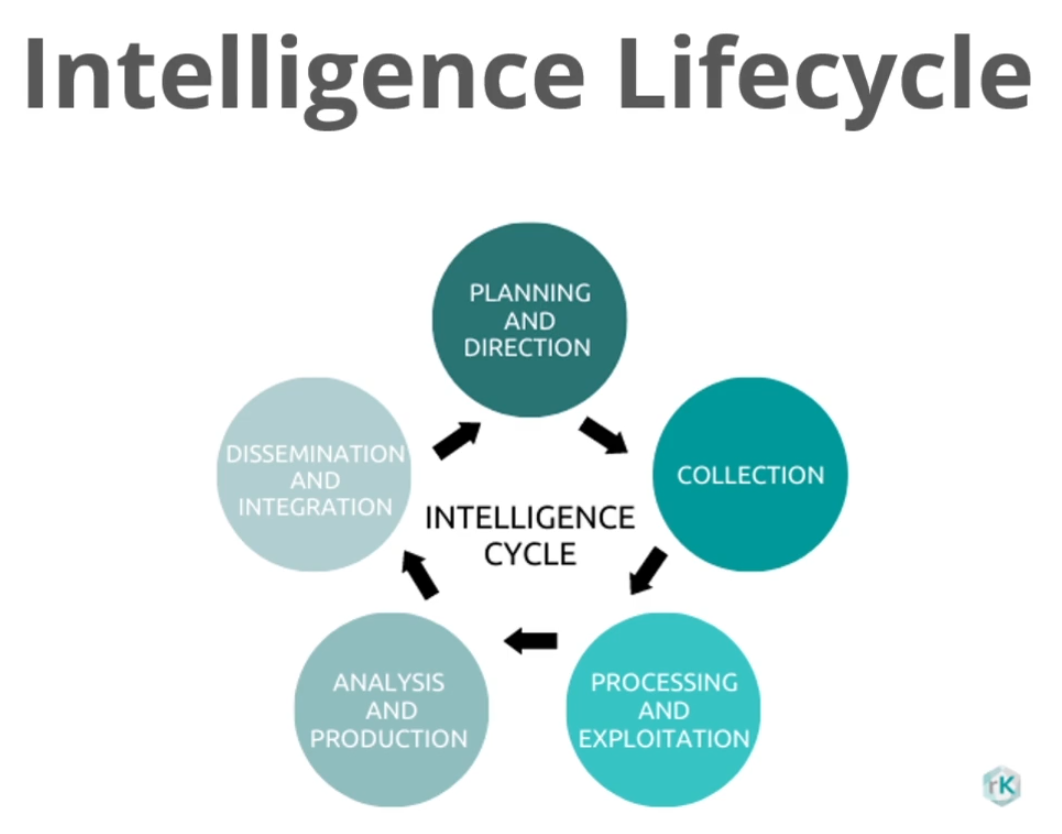 Intelligence Lifecycle
PLANNING
AND
DIRECTION
COLLECTION
PROCESSING
AND
EXPLOITATION
ANALYSIS
AND
PRODUCTION
DISSEMINATION
AND
INTEGRATION
INTELLIGENCE
CYCLE
rK